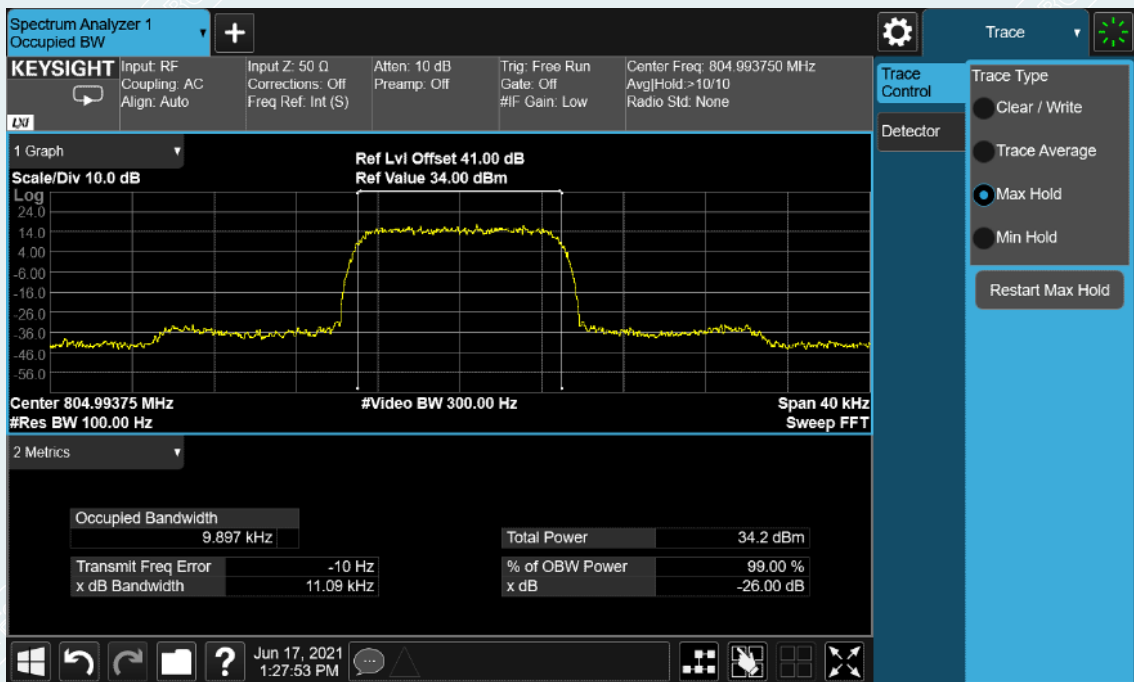 Spectrum Analyzer 1
Occupied BW
+
Trace
KEYSIGHT
LXI
Input: RF
Coupling: AC
Align: Auto
Input Z: 50 Ω
Corrections: Off
Freq Ref: Int (S)
Atten: 10 dB
Preamp: Off
Trig: Free Run
Gate: Off
#IF Gain: Low
Center Freq: 804.993750 MHz
Avg|Hold:>10/10
Radio Std: None
Trace
Control
Detector
Trace Type
Clear / Write
Trace Average
Max Hold
Min Hold
Restart Max Hold
1 Graph
Scale/Div 10.0 dB
Ref Lvl Offset 41.00 dB
Ref Value 34.00 dBm
Log
24.0
14.0
4.00
-6.00
-16.0
-26.0
-36.0
-46.0
-56.0
Center 804.99375 MHz
#Video BW 300.00 Hz
Span 40 kHz
#Res BW 100.00 Hz
Sweep FFT
2 Metrics
Occupied Bandwidth
9.897 kHz
Total Power 34.2 dBm
Transmit Freq Error -10 Hz
% of OBW Power 99.00 %
x dB Bandwidth 11.09 kHz
x dB -26.00 dB
?
Jun 17, 2021
1:27:53 PM